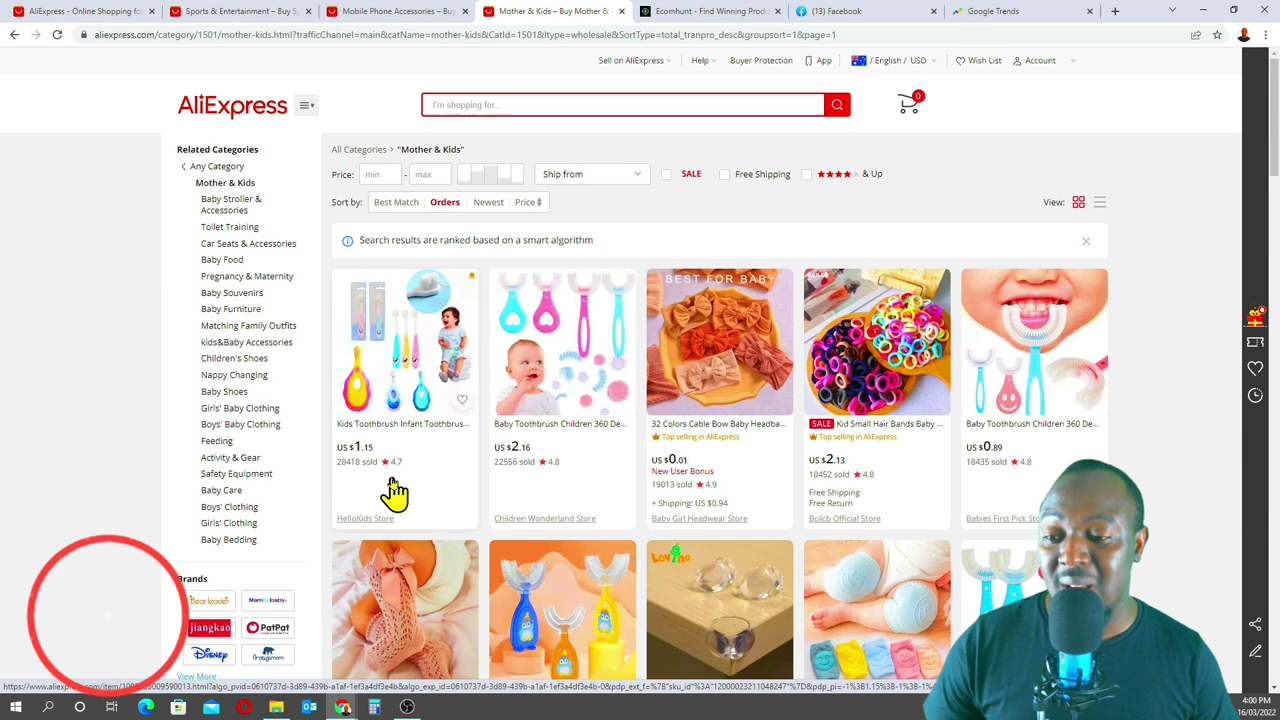 AliExpress - Online Shopping for
Sports & Entertainment – Buy Sp
Mobile Phone Accessories – Buy
Mother & Kids – Buy Mother &
Ecomhunt - Find Winning Produc
(13) Facebook
Google Trends
aliexpress.com/category/1501/mother-kids.html?trafficChannel=main&catName=mother-kids&CatId=1501&ltype=wholesale&SortType=total_tranpro_desc&groupsort=1&page=1
Sell on AliExpress
Help
Buyer Protection
App
/ English / USD
Wish List
Account
AliExpress
I'm shopping for...
0
Related Categories
Any Category
Mother & Kids
Baby Stroller &
Accessories
Toilet Training
Car Seats & Accessories
Baby Food
Pregnancy & Maternity
Baby Souvenirs
Baby Furniture
Matching Family Outfits
kids&Baby Accessories
Children's Shoes
Nappy Changing
Baby Shoes
Girls' Baby Clothing
Boys' Baby Clothing
Feeding
Activity & Gear
Safety Equipment
Baby Care
Boys' Clothing
Girls' Clothing
Baby Bedding
Brands
Bearleader
Mambobaby
jiangkao
PatPat
Disney
Orangemom
View More
All Categories > "Mother & Kids"
Price: min - max
Ship from
SALE
Free Shipping
& Up
Sort by: Best Match Orders Newest Price
View:
Search results are ranked based on a smart algorithm
Kids Toothbrush Infant Toothbrus...
US $1.15
28418 sold 4.7
HelloKids Store
Baby Toothbrush Children 360 De...
US $2.16
22556 sold 4.8
Children Wonderland Store
BEST FOR BABY
32 Colors Cable Bow Baby Headba...
Top selling in AliExpress
US $0.01
New User Bonus
19013 sold 4.9
+ Shipping: US $0.94
Baby Girl Headwear Store
BCILCB
SALE Kid Small Hair Bands Baby ...
Top selling in AliExpress
US $2.13
18452 sold 4.8
Free Shipping
Free Return
Bcilcb Official Store
Baby Toothbrush Children 360 De...
US $0.89
18435 sold 4.8
Babies First Pick Sto
Loving
4:00 PM
16/03/2022